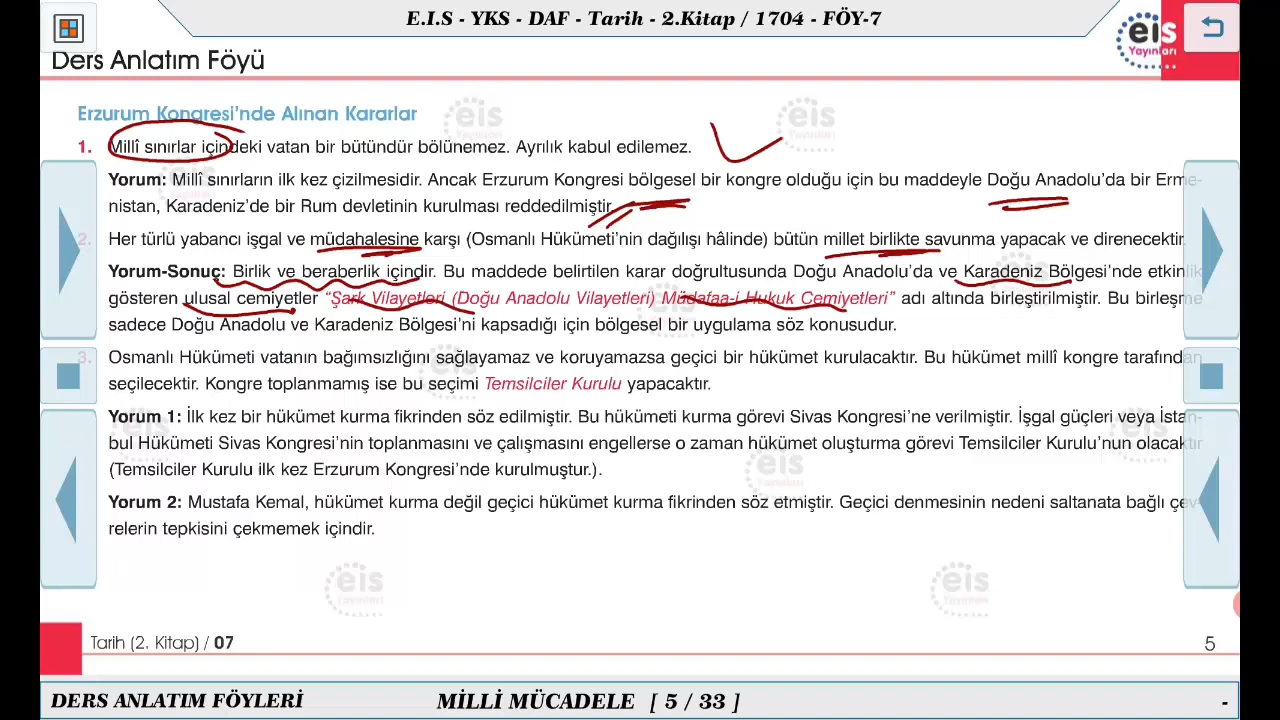 E.I.S - YKS - DAF - Tarih - 2.Kitap / 1704 - FÖY-7
eis
Yayınları
Ders Anlatım Föyü
Erzurum Kongresi'nde Alınan Kararlar
1. Millî sınırlar içindeki vatan bir bütündür bölünemez. Ayrılık kabul edilemez.
Yorum: Millî sınırların ilk kez çizilmesidir. Ancak Erzurum Kongresi bölgesel bir kongre olduğu için bu maddeyle Doğu Anadolu'da bir Erme-
nistan, Karadeniz'de bir Rum devletinin kurulması reddedilmiştir.
2. Her türlü yabancı işgal ve müdahalesine karşı (Osmanlı Hükümeti'nin dağılışı hâlinde) bütün millet birlikte savunma yapacak ve direnecektir.
Yorum-Sonuç: Birlik ve beraberlik içindir. Bu maddede belirtilen karar doğrultusunda Doğu Anadolu'da ve Karadeniz Bölgesi'nde etkinlik
gösteren ulusal cemiyetler “Şark Vilayetleri (Doğu Anadolu Vilayetleri) Müdafaa-i Hukuk Cemiyetleri” adı altında birleştirilmiştir. Bu birleşme
sadece Doğu Anadolu ve Karadeniz Bölgesi'ni kapsadığı için bölgesel bir uygulama söz konusudur.
3. Osmanlı Hükümeti vatanın bağımsızlığını sağlayamaz ve koruyamazsa geçici bir hükümet kurulacaktır. Bu hükümet millî kongre tarafından
seçilecektir. Kongre toplanmamış ise bu seçimi Temsilciler Kurulu yapacaktır.
Yorum 1: İlk kez bir hükümet kurma fikrinden söz edilmiştir. Bu hükümeti kurma görevi Sivas Kongresi'ne verilmiştir. İşgal güçleri veya İstan-
bul Hükümeti Sivas Kongresi'nin toplanmasını ve çalışmasını engellerse o zaman hükümet oluşturma görevi Temsilciler Kurulu'nun olacaktır
(Temsilciler Kurulu ilk kez Erzurum Kongresi'nde kurulmuştur.).
Yorum 2: Mustafa Kemal, hükümet kurma değil geçici hükümet kurma fikrinden söz etmiştir. Geçici denmesinin nedeni saltanata bağlı çev-
relerin tepkisini çekmemek içindir.
Tarih (2. Kitap) / 07
5
DERS ANLATIM FÖYLERİ
MİLLİ MÜCADELE [ 5 / 33 ]
-